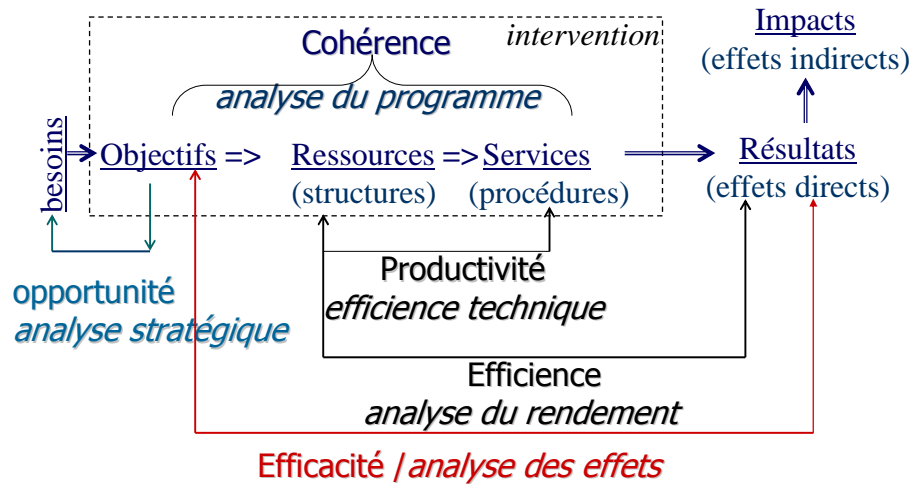 Cohérence
intervention
analyse du programme
Impacts
(effets indirects)
besoins
Objectifs => Ressources => Services
Résultats
(structures)
(procédures)
(effets directs)
Productivité
efficience technique
opportunité
analyse stratégique
Efficience
analyse du rendement
Efficacité / analyse des effets